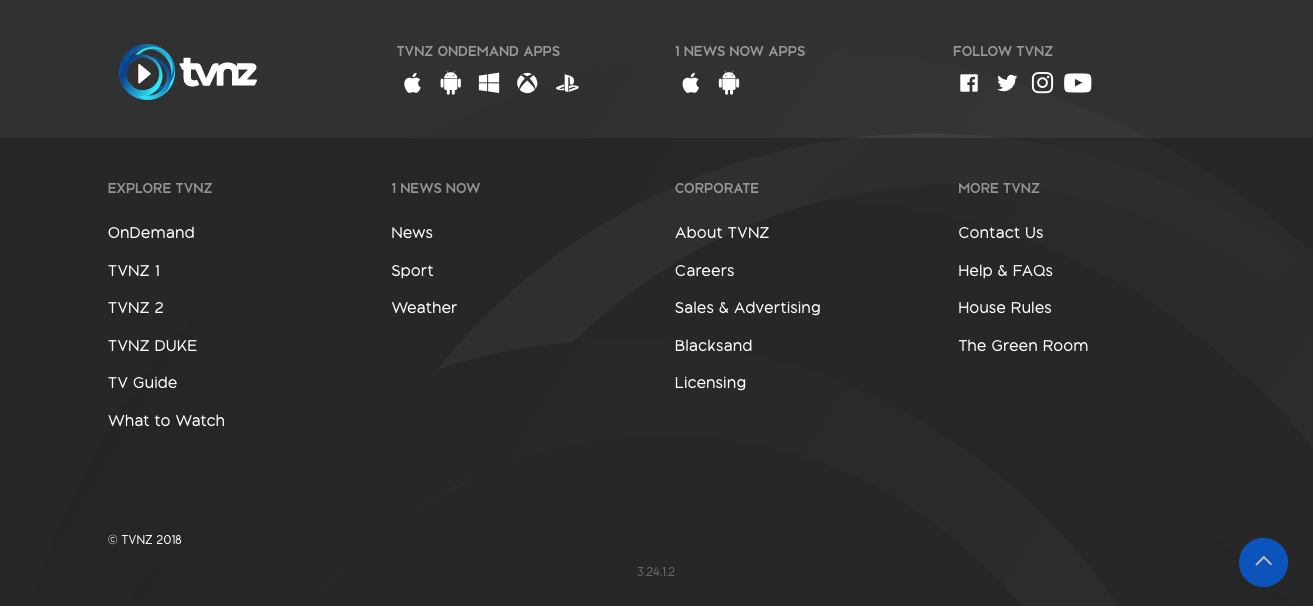 tvnz
TVNZ ONDEMAND APPS
1 NEWS NOW APPS
FOLLOW TVNZ
EXPLORE TVNZ
OnDemand
TVNZ 1
TVNZ 2
TVNZ DUKE
TV Guide
What to Watch
1 NEWS NOW
News
Sport
Weather
CORPORATE
About TVNZ
Careers
Sales & Advertising
Blacksand
Licensing
MORE TVNZ
Contact Us
Help & FAQs
House Rules
The Green Room
© TVNZ 2018
3.24.1.2